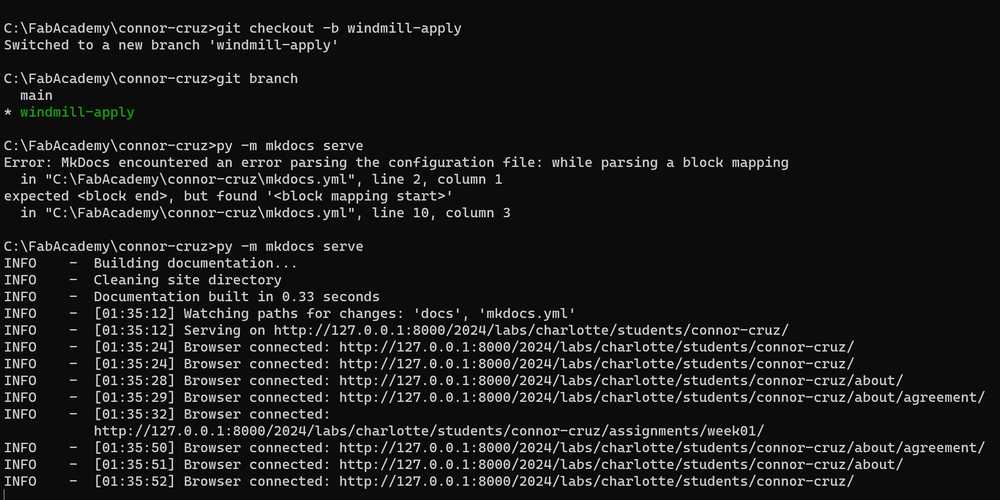 C:\FabAcademy\connor-cruz>git checkout -b windmill-apply
Switched to a new branch 'windmill-apply'
C:\FabAcademy\connor-cruz>git branch
  main
* windmill-apply
C:\FabAcademy\connor-cruz>py -m mkdocs serve
Error: MkDocs encountered an error parsing the configuration file: while parsing a block mapping
  in "C:\FabAcademy\connor-cruz\mkdocs.yml", line 2, column 1
expected <block end>, but found '<block mapping start>'
  in "C:\FabAcademy\connor-cruz\mkdocs.yml", line 10, column 3
C:\FabAcademy\connor-cruz>py -m mkdocs serve
INFO    -  Building documentation...
INFO    -  Cleaning site directory
INFO    -  Documentation built in 0.33 seconds
INFO    -  [01:35:12] Watching paths for changes: 'docs', 'mkdocs.yml'
INFO    -  [01:35:12] Serving on http://127.0.0.1:8000/2024/labs/charlotte/students/connor-cruz/
INFO    -  [01:35:24] Browser connected: http://127.0.0.1:8000/2024/labs/charlotte/students/connor-cruz/
INFO    -  [01:35:24] Browser connected: http://127.0.0.1:8000/2024/labs/charlotte/students/connor-cruz/
INFO    -  [01:35:28] Browser connected: http://127.0.0.1:8000/2024/labs/charlotte/students/connor-cruz/about/
INFO    -  [01:35:29] Browser connected: http://127.0.0.1:8000/2024/labs/charlotte/students/connor-cruz/about/agreement/
INFO    -  [01:35:32] Browser connected:
           http://127.0.0.1:8000/2024/labs/charlotte/students/connor-cruz/assignments/week01/
INFO    -  [01:35:50] Browser connected: http://127.0.0.1:8000/2024/labs/charlotte/students/connor-cruz/about/agreement/
INFO    -  [01:35:51] Browser connected: http://127.0.0.1:8000/2024/labs/charlotte/students/connor-cruz/about/
INFO    -  [01:35:52] Browser connected: http://127.0.0.1:8000/2024/labs/charlotte/students/connor-cruz/